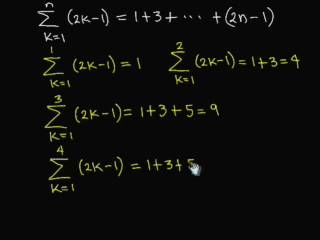 n∑K=1 (2K-1) = 1+3+ ⋯ +(2n-1)
1∑K=1 (2K-1) = 1   2∑K=1 (2K-1) = 1+3 = 4
3∑K=1 (2K-1) = 1+3+5 = 9
4∑K=1 (2K-1) = 1+3+5